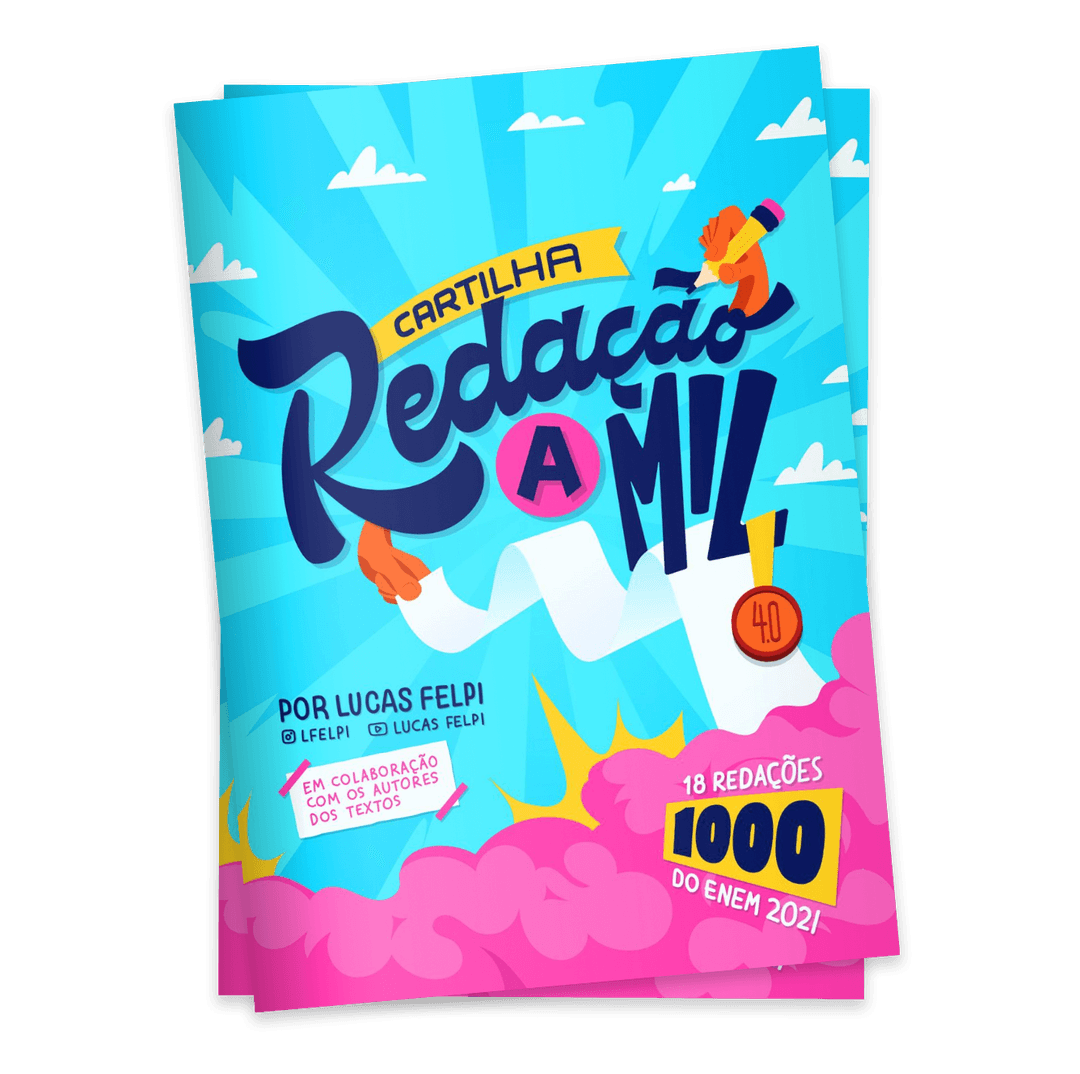 CARTILHA
Redação
A MIL
4.0
POR LUCAS FELPI
LFELPI LUCAS FELPI
EM COLABORAÇÃO
COM OS AUTORES
DOS TEXTOS
18 REDAÇÕES
1000
DO ENEM 2021